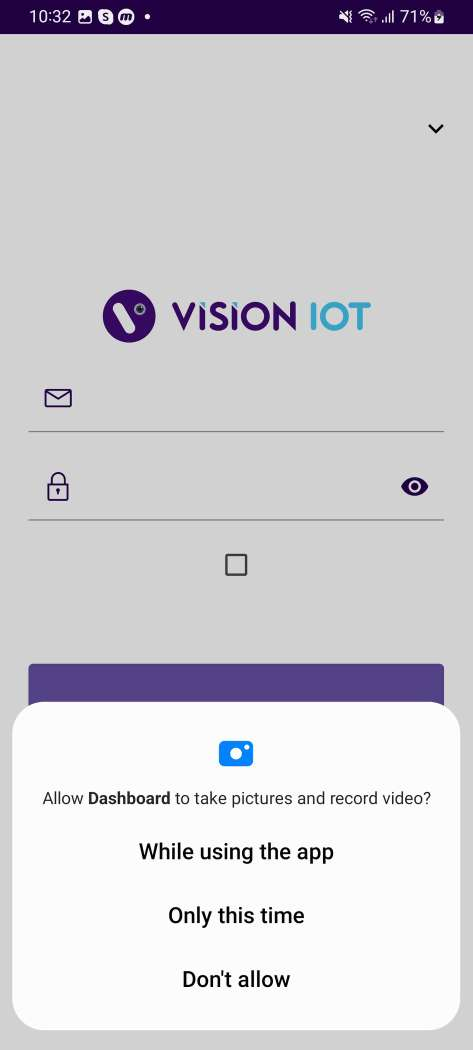 10:32
71%
VISION IOT
Allow Dashboard to take pictures and record video?
While using the app
Only this time
Don't allow